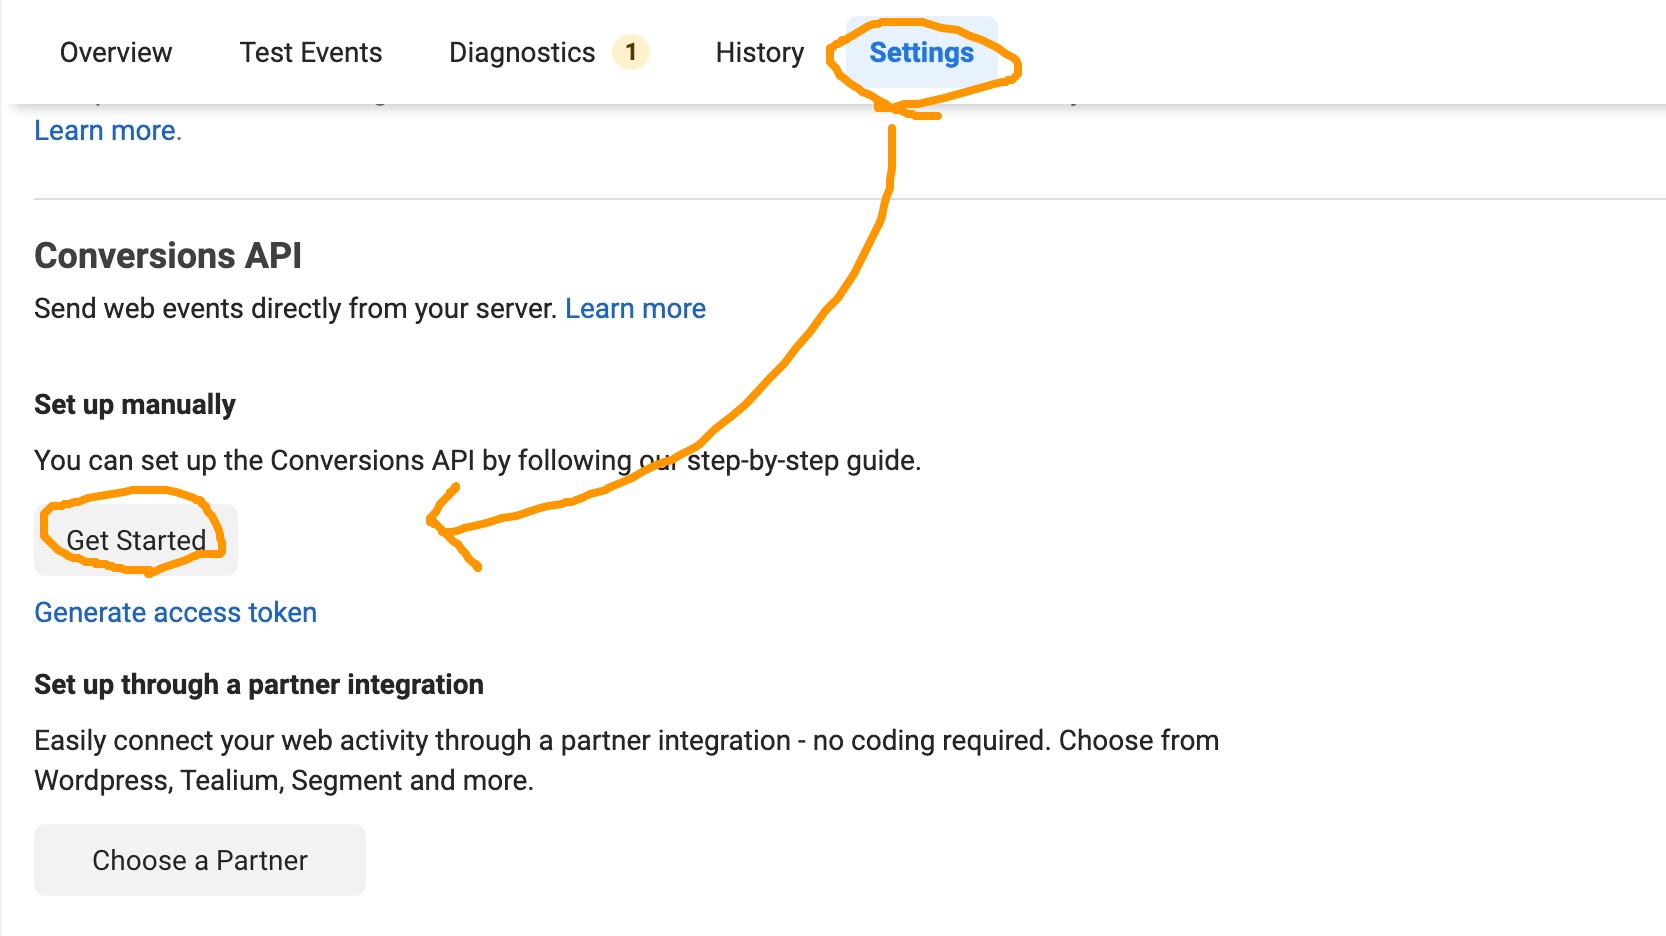 Overview Test Events Diagnostics 1 History Settings
Learn more.
Conversions API
Send web events directly from your server. Learn more
Set up manually
You can set up the Conversions API by following our step-by-step guide.
Get Started
Generate access token
Set up through a partner integration
Easily connect your web activity through a partner integration - no coding required. Choose from
Wordpress, Tealium, Segment and more.
Choose a Partner